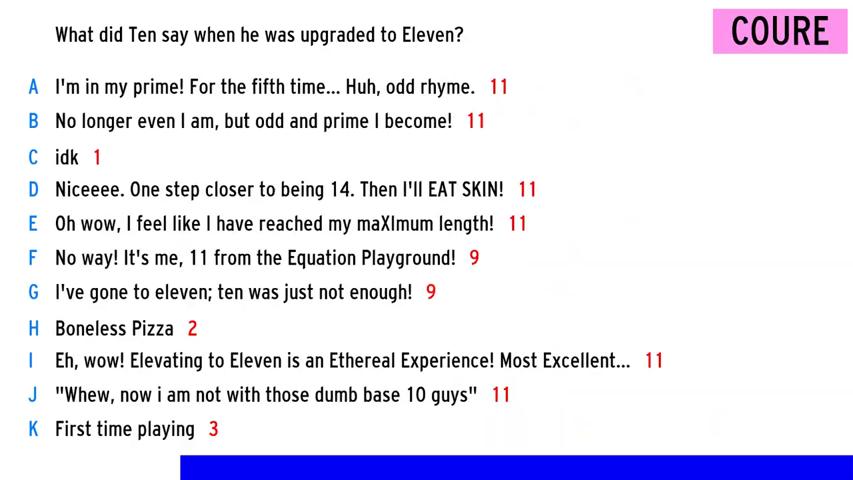 What did Ten say when he was upgraded to Eleven?
COURE
A I'm in my prime! For the fifth time... Huh, odd rhyme. 11
B No longer even I am, but odd and prime I become! 11
C idk 1
D Niceeee. One step closer to being 14. Then I'll EAT SKIN! 11
E Oh wow, I feel like I have reached my maXImum length! 11
F No way! It's me, 11 from the Equation Playground! 9
G I've gone to eleven; ten was just not enough! 9
H Boneless Pizza 2
I Eh, wow! Elevating to Eleven is an Ethereal Experience! Most Excellent... 11
J "Whew, now i am not with those dumb base 10 guys" 11
K First time playing 3